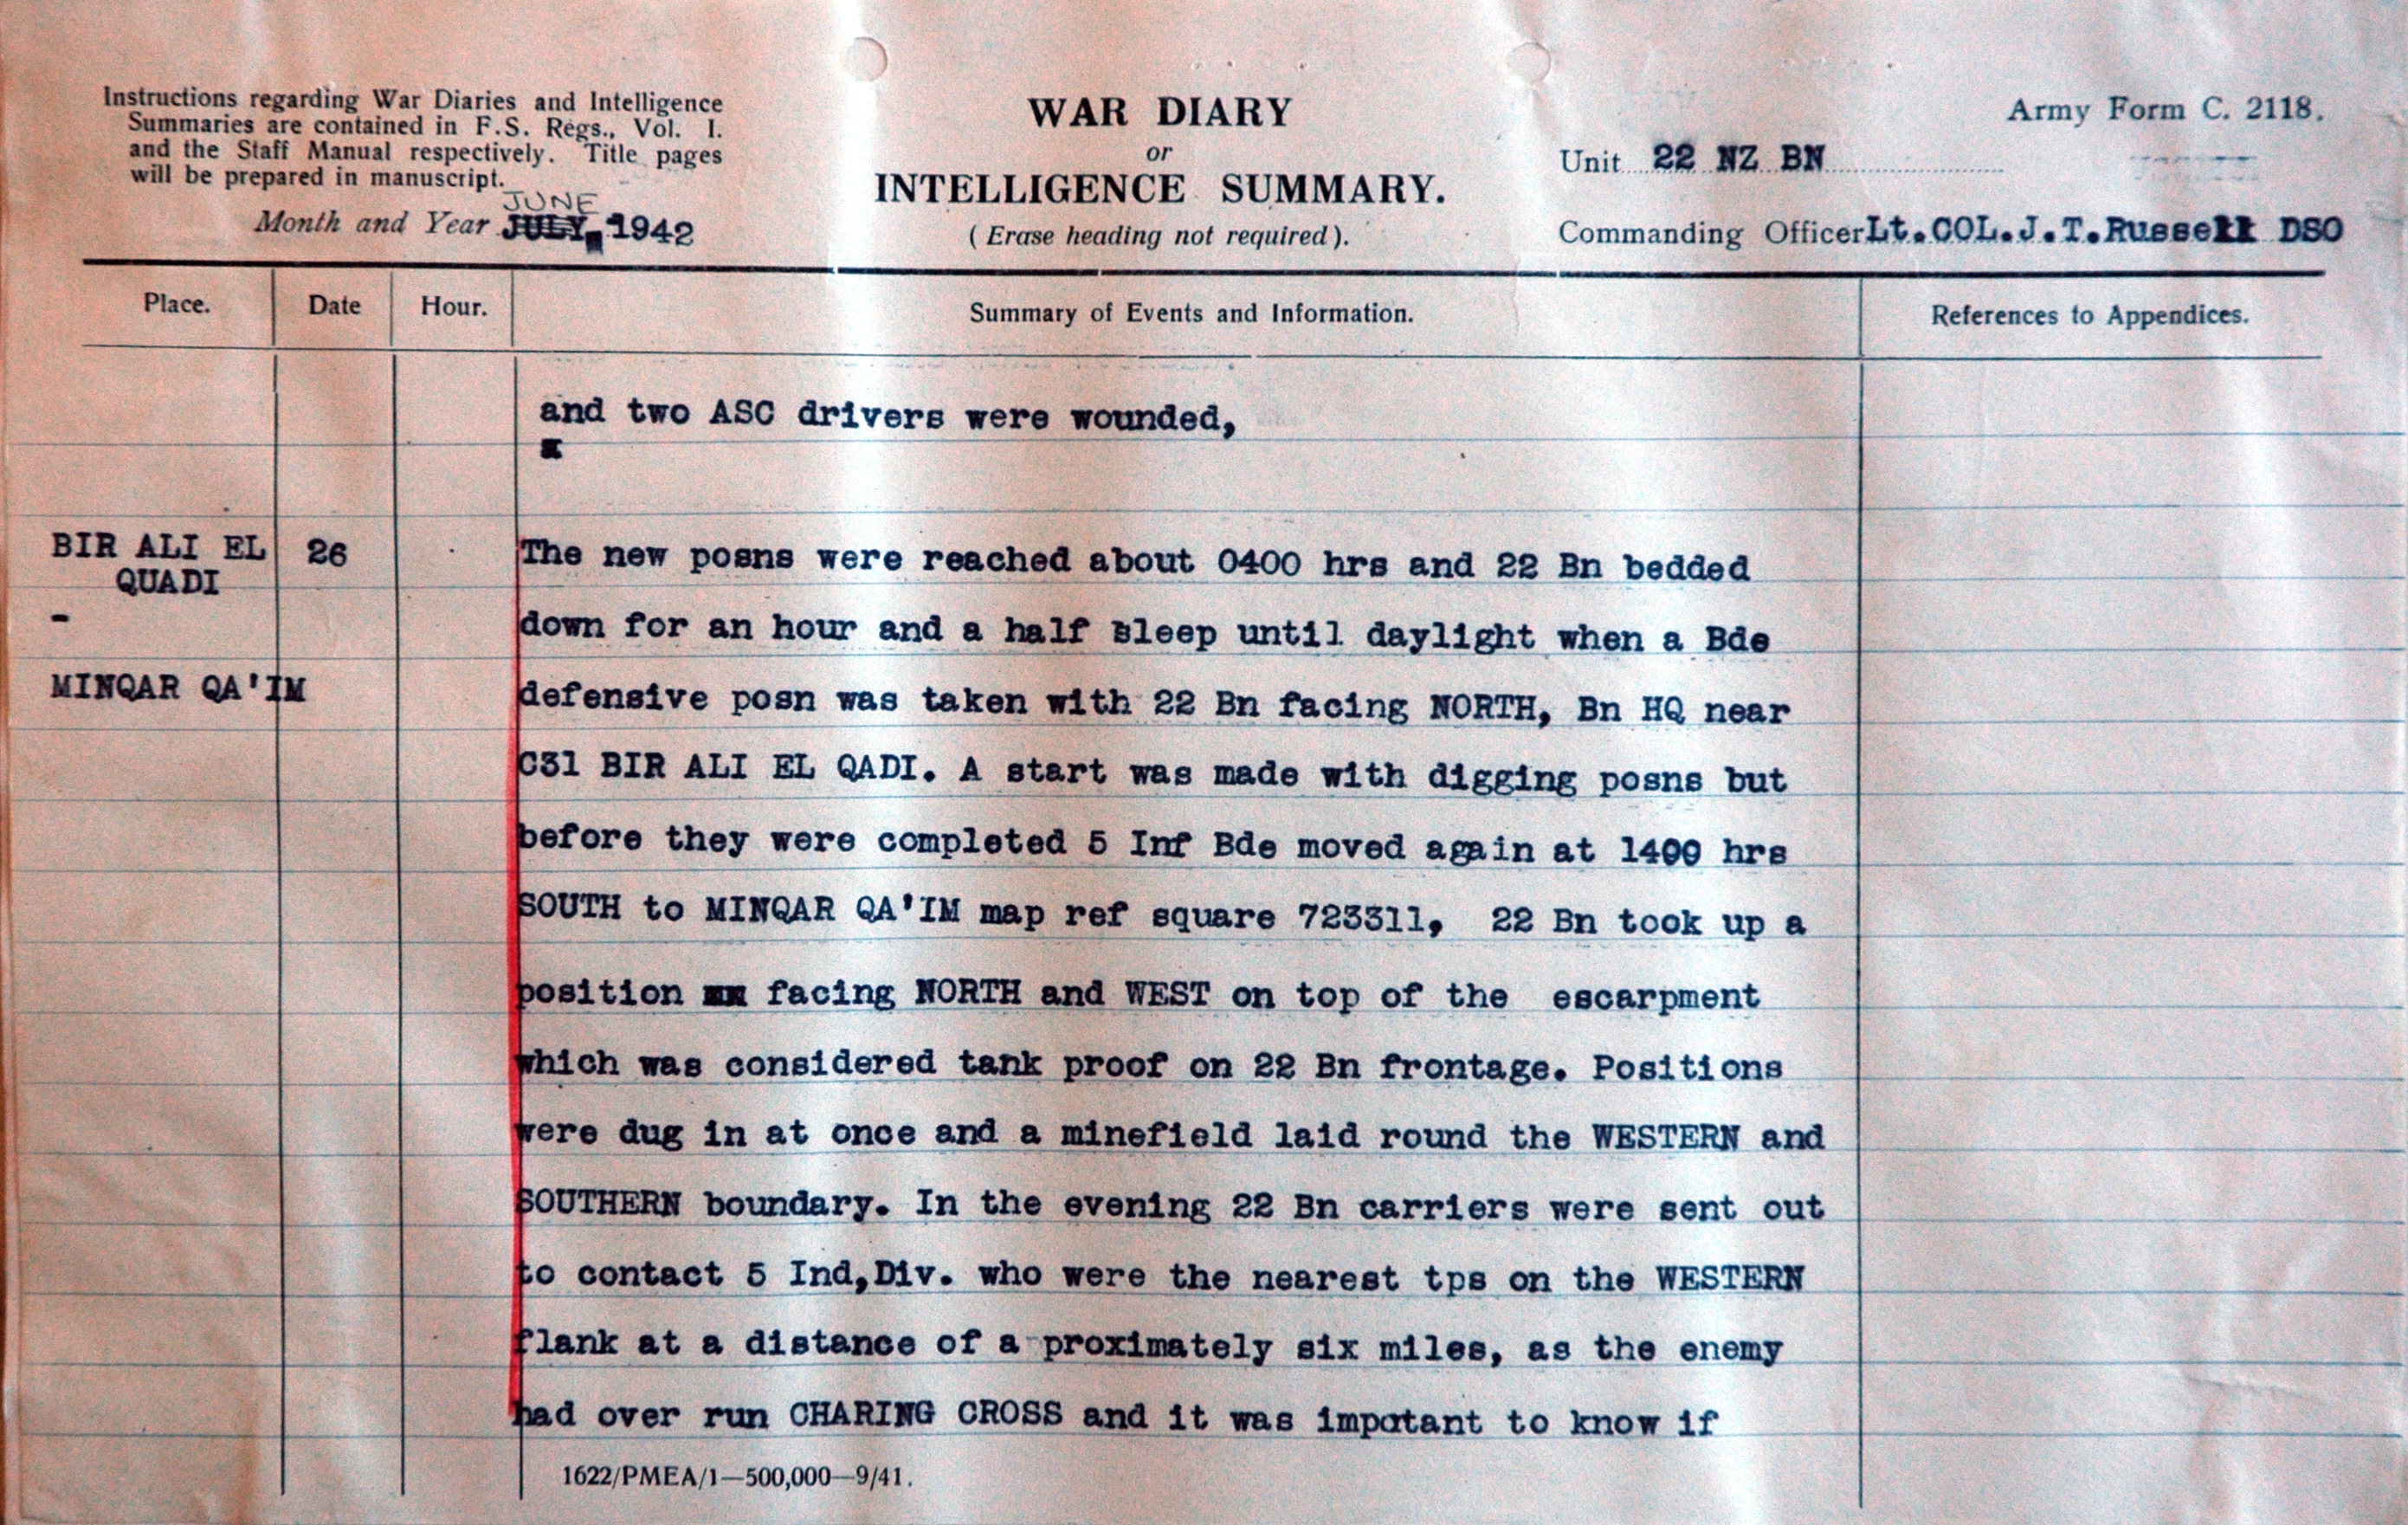 Instructions regarding War Diaries and Intelligence
Summaries are contained in F.S. Regs., Vol. I.
and the Staff Manual respectively. Title pages
will be prepared in manuscript.
JUNE
Month and Year JULY, 1942
WAR DIARY
or
INTELLIGENCE SUMMARY.
(Erase heading not required).
Army Form C. 2118.
Unit 22 NZ BN
Commanding Officer Lt.COL.J.T.Russell DSO
Place. Date Hour. Summary of Events and Information. References to Appendices.
and two ASC drivers were wounded,
BIR ALI EL 26 The new posns were reached about 0400 hrs and 22 Bn bedded
QUADI
- down for an hour and a half sleep until daylight when a Bde
MINQAR QA'IM defensive posn was taken with 22 Bn facing NORTH, Bn HQ near
C31 BIR ALI EL QADI. A start was made with digging posns but
before they were completed 5 Inf Bde moved again at 1400 hrs
SOUTH to MINQAR QA'IM map ref square 723311, 22 Bn took up a
position facing NORTH and WEST on top of the escarpment
which was considered tank proof on 22 Bn frontage. Positions
were dug in at once and a minefield laid round the WESTERN and
SOUTHERN boundary. In the evening 22 Bn carriers were sent out
to contact 5 Ind,Div. who were the nearest tps on the WESTERN
flank at a distance of a proximately six miles, as the enemy
had over run CHARING CROSS and it was impotant to know if
1622/PMEA/1—500,000—9/41.